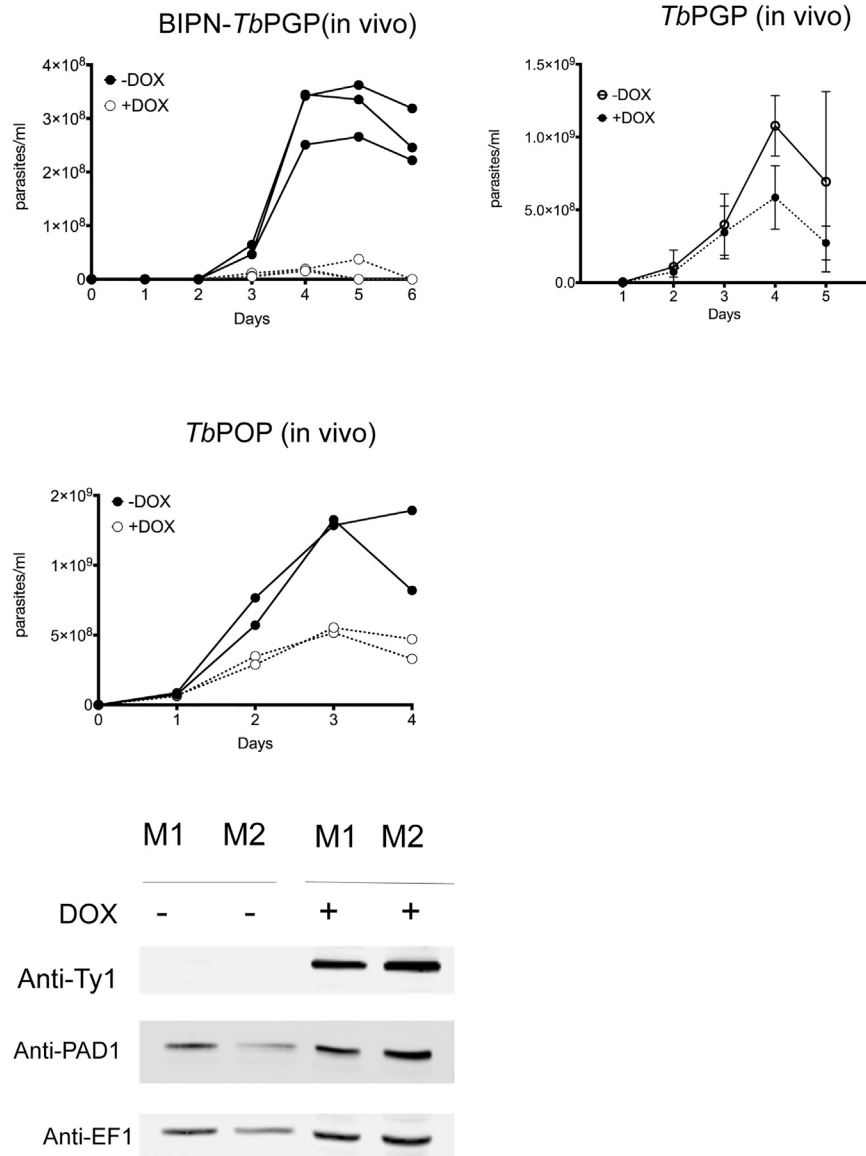 BIPN-TbPGP(in vivo)
4×10⁸
3×10⁸
2×10⁸
1×10⁸
0
-DOX
+DOX
parasites/ml
0 1 2 3 4 5 6
Days
TbPGP (in vivo)
1.5×10⁹
1.0×10⁹
5.0×10⁸
0.0
-DOX
+DOX
parasites/ml
1 2 3 4 5
Days
TbPOP (in vivo)
2×10⁹
1×10⁹
5×10⁸
0
-DOX
+DOX
parasites/ml
0 1 2 3 4
Days
M1 M2 M1 M2
DOX - - + +
Anti-Ty1
Anti-PAD1
Anti-EF1